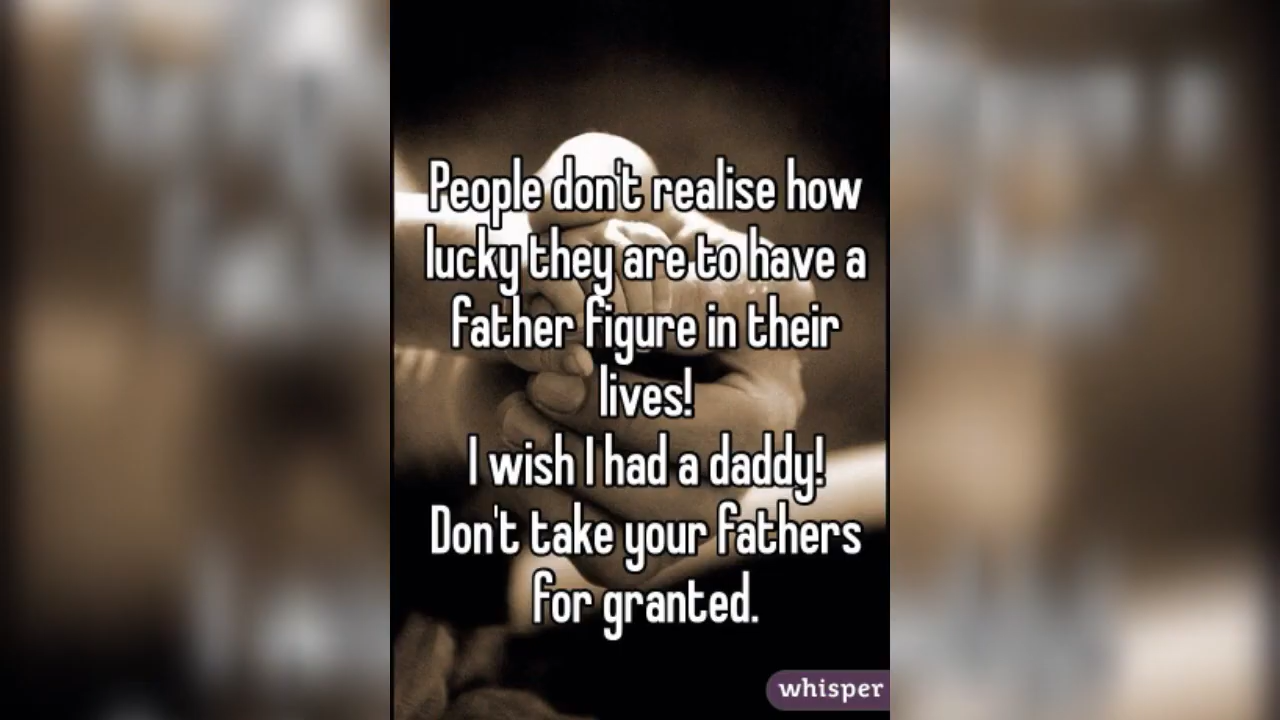 People don't realise how
lucky they are to have a
father figure in their
lives!
I wish I had a daddy!
Don't take your fathers
for granted.
whisper